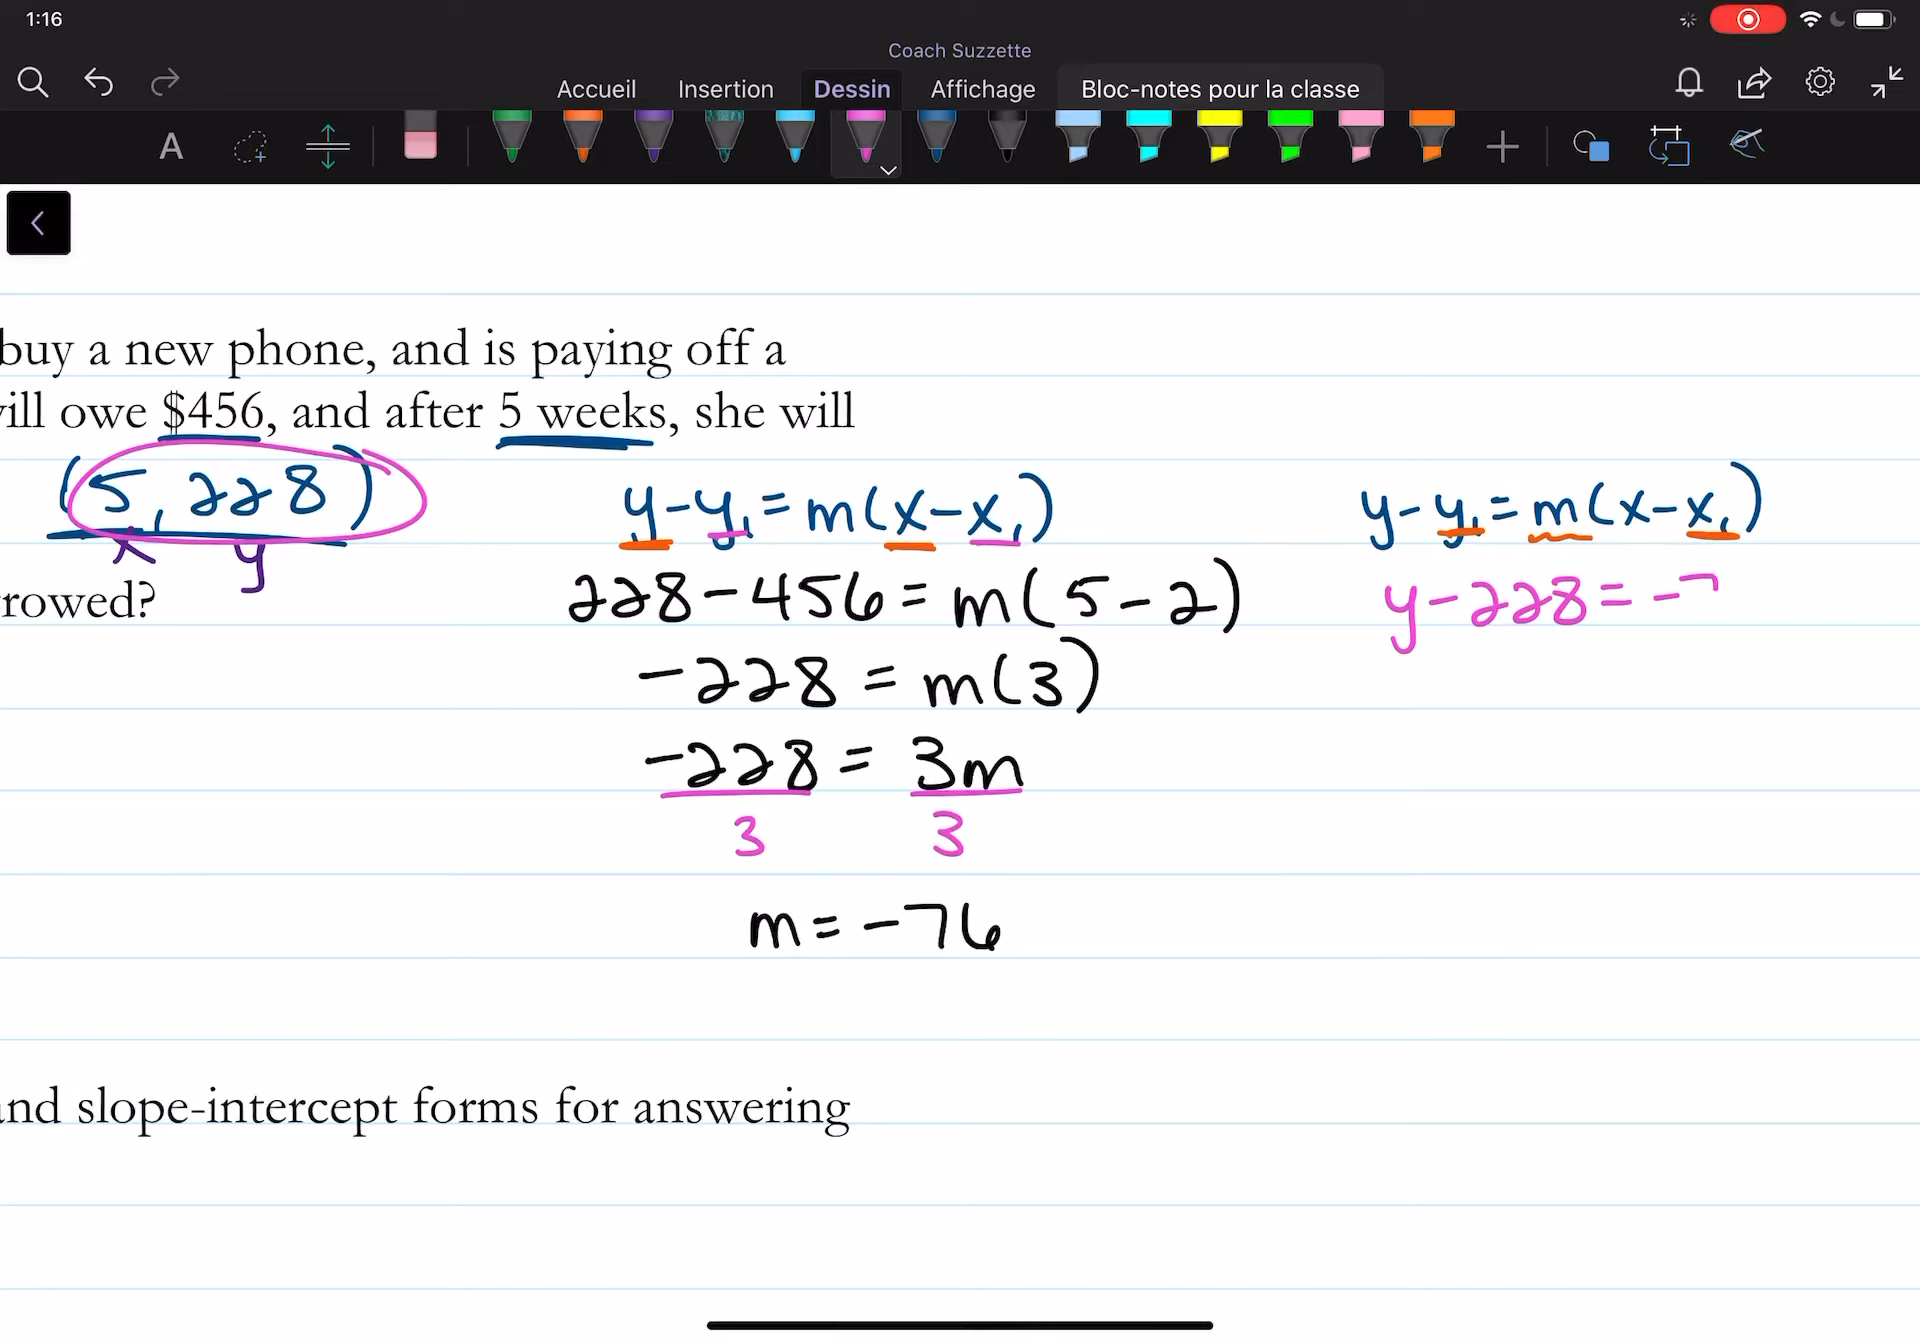 1:16
Coach Suzzette
Accueil Insertion Dessin Affichage Bloc-notes pour la classe
A
buy a new phone, and is paying off a
ill owe $456, and after 5 weeks, she will
(5, 228)
x y
rowed?
y-y₁=m(x-x₁)
228-456=m(5-2)
-228=m(3)
-228=3m
3 3
m=-76
y-y₁=m(x-x₁)
y-228=-7
nd slope-intercept forms for answering